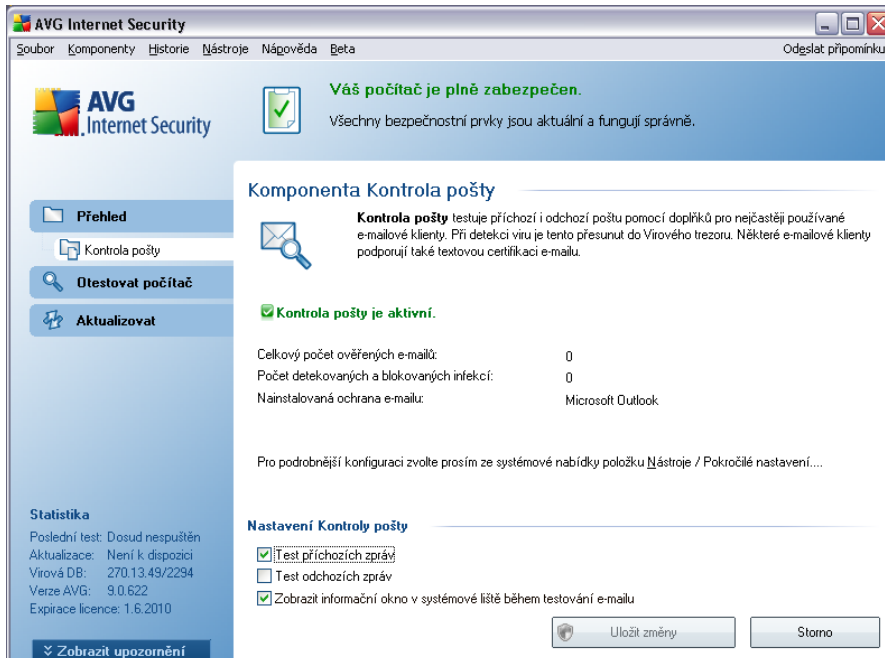 AVG Internet Security
Soubor Komponenty Historie Nástroje Nápověda Beta Odeslat připomínku
AVG
Internet Security
Váš počítač je plně zabezpečen.
Všechny bezpečnostní prvky jsou aktuální a fungují správně.
Přehled
Kontrola pošty
Otestovat počítač
Aktualizovat
Komponenta Kontrola pošty
Kontrola pošty testuje příchozí i odchozí poštu pomocí doplňků pro nejčastěji používané
e-mailové klienty. Při detekci viru je tento přesunut do Virového trezoru. Některé e-mailové klienty
podporují také textovou certifikaci e-mailu.
Kontrola pošty je aktivní.
Celkový počet ověřených e-mailů: 0
Počet detekovaných a blokovaných infekcí: 0
Nainstalovaná ochrana e-mailu: Microsoft Outlook
Pro podrobnější konfiguraci zvolte prosím ze systémové nabídky položku Nástroje / Pokročilé nastavení....
Statistika
Poslední test: Dosud nespuštěn
Aktualizace: Není k dispozici
Virová DB: 270.13.49/2294
Verze AVG: 9.0.622
Expirace licence: 1.6.2010
Zobrazit upozornění
Nastavení Kontroly pošty
Test příchozích zpráv
Test odchozích zpráv
Zobrazit informační okno v systémové liště během testování e-mailu
Uložit změny
Storno